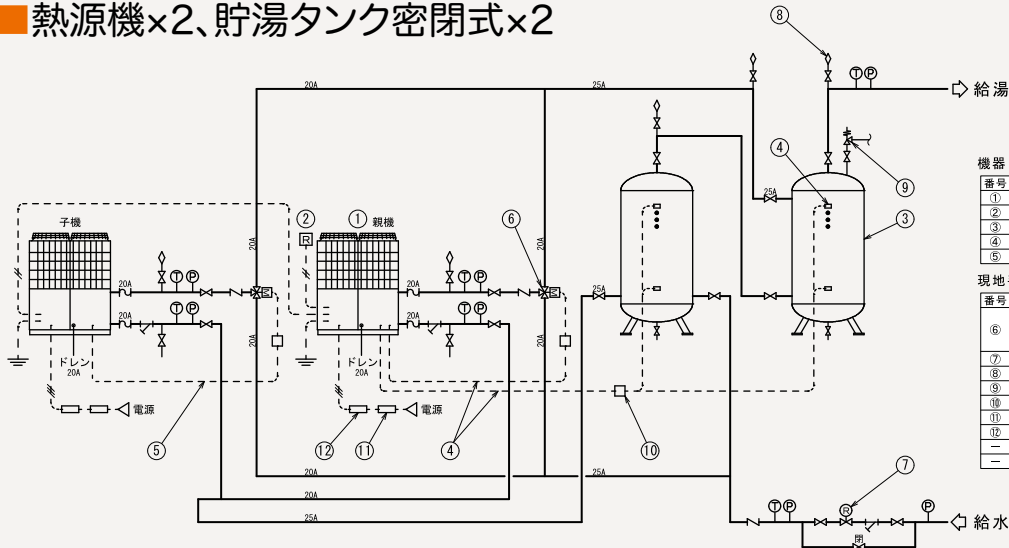 ■熱源機×2、貯湯タンク密閉式×2
⑧
20A
25A
T P
給湯
④
⑨
25A
機器
番号
①
②
③
④
⑤
子機
②
①
親機
⑥
③
R
20A
20A
20A
T P
20A
T P
M
T P
20A
T P
M
25A
現地
番号
⑥
⑦
⑧
⑨
⑩
⑪
⑫
―
―
20A
20A
ドレン
20A
ドレン
20A
電源
電源
⑤
⑫
⑪
④
⑩
20A
25A
20A
25A
⑦
T P
R
P
給水
閉